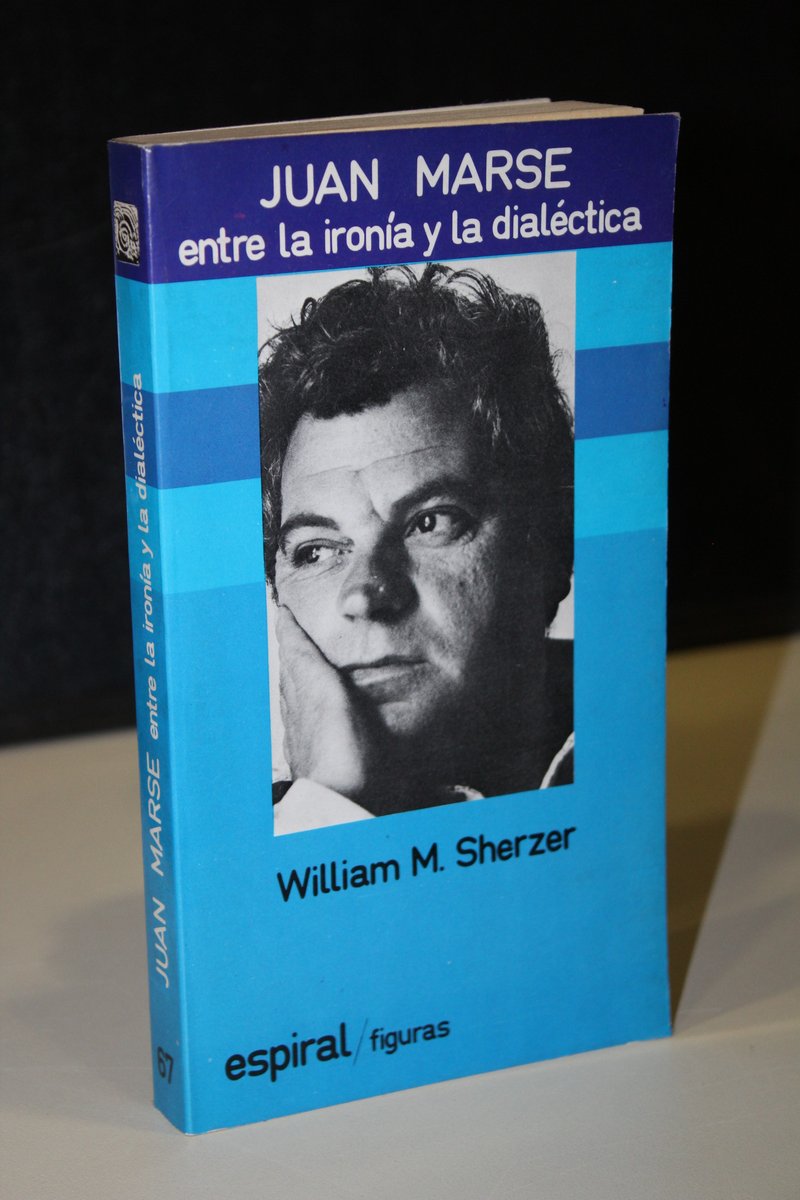 JUAN MARSE
entre la ironía y la dialéctica
William M. Sherzer
espiral/figuras
JUAN MARSE entre la ironía y la dialéctica
67